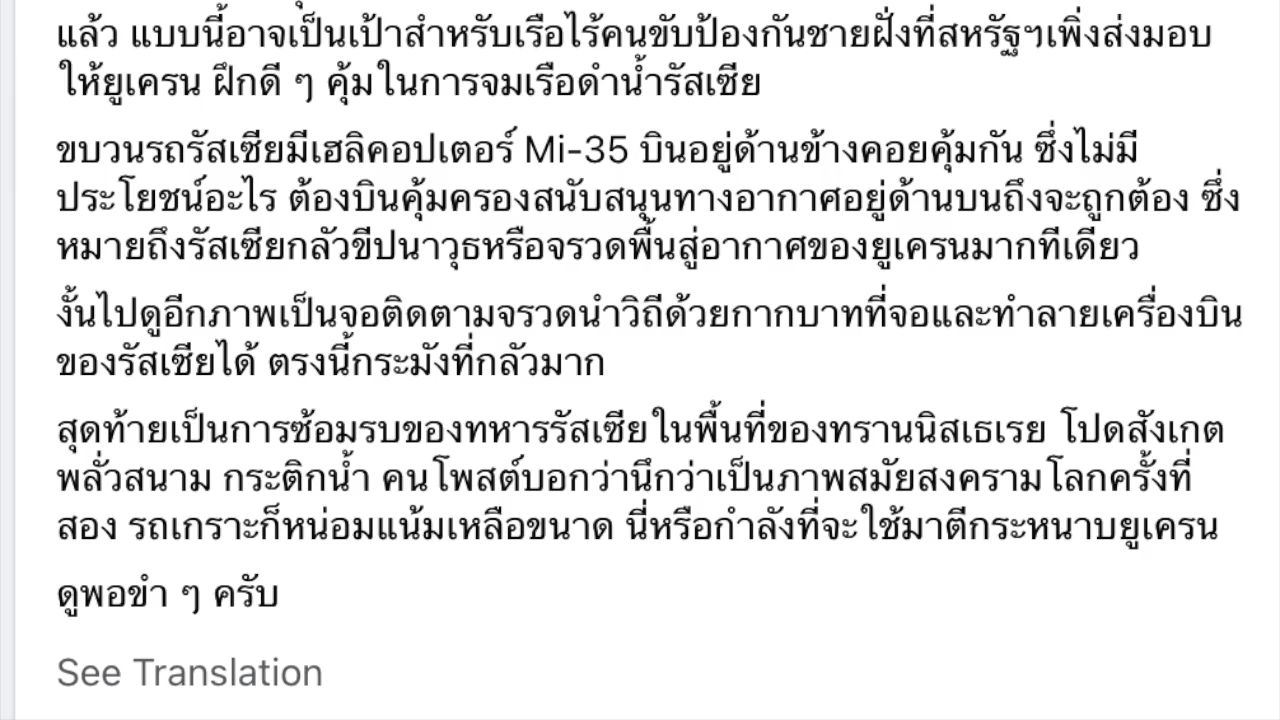 แล้ว แบบนี้อาจเป็นเป้าสำหรับเรือไร้คนขับป้องกันชายฝั่งที่สหรัฐฯเพิ่งส่งมอบ
ให้ยูเครน ฝึกดี ๆ คุ้มในการจมเรือดำน้ำรัสเซีย
ขบวนรถรัสเซียมีเฮลิคอปเตอร์ Mi-35 บินอยู่ด้านข้างคอยคุ้มกัน ซึ่งไม่มี
ประโยชน์อะไร ต้องบินคุ้มครองสนับสนุนทางอากาศอยู่ด้านบนถึงจะถูกต้อง ซึ่ง
หมายถึงรัสเซียกลัวขีปนาวุธหรือจรวดพื้นสู่อากาศของยูเครนมากทีเดียว
งั้นไปดูอีกภาพเป็นจอติดตามจรวดนำวิถีด้วยกากบาทที่จอและทำลายเครื่องบิน
ของรัสเซียได้ ตรงนี้กระมังที่กลัวมาก
สุดท้ายเป็นการซ้อมรบของทหารรัสเซียในพื้นที่ของทรานนิสเธเรย โปดสังเกต
พลั่วสนาม กระติกน้ำ คนโพสต์บอกว่านึกว่าเป็นภาพสมัยสงครามโลกครั้งที่
สอง รถเกราะก็หน่อมแน้มเหลือขนาด นี่หรือกำลังที่จะใช้มาตีกระหนาบยูเครน
ดูพอขำ ๆ ครับ
See Translation